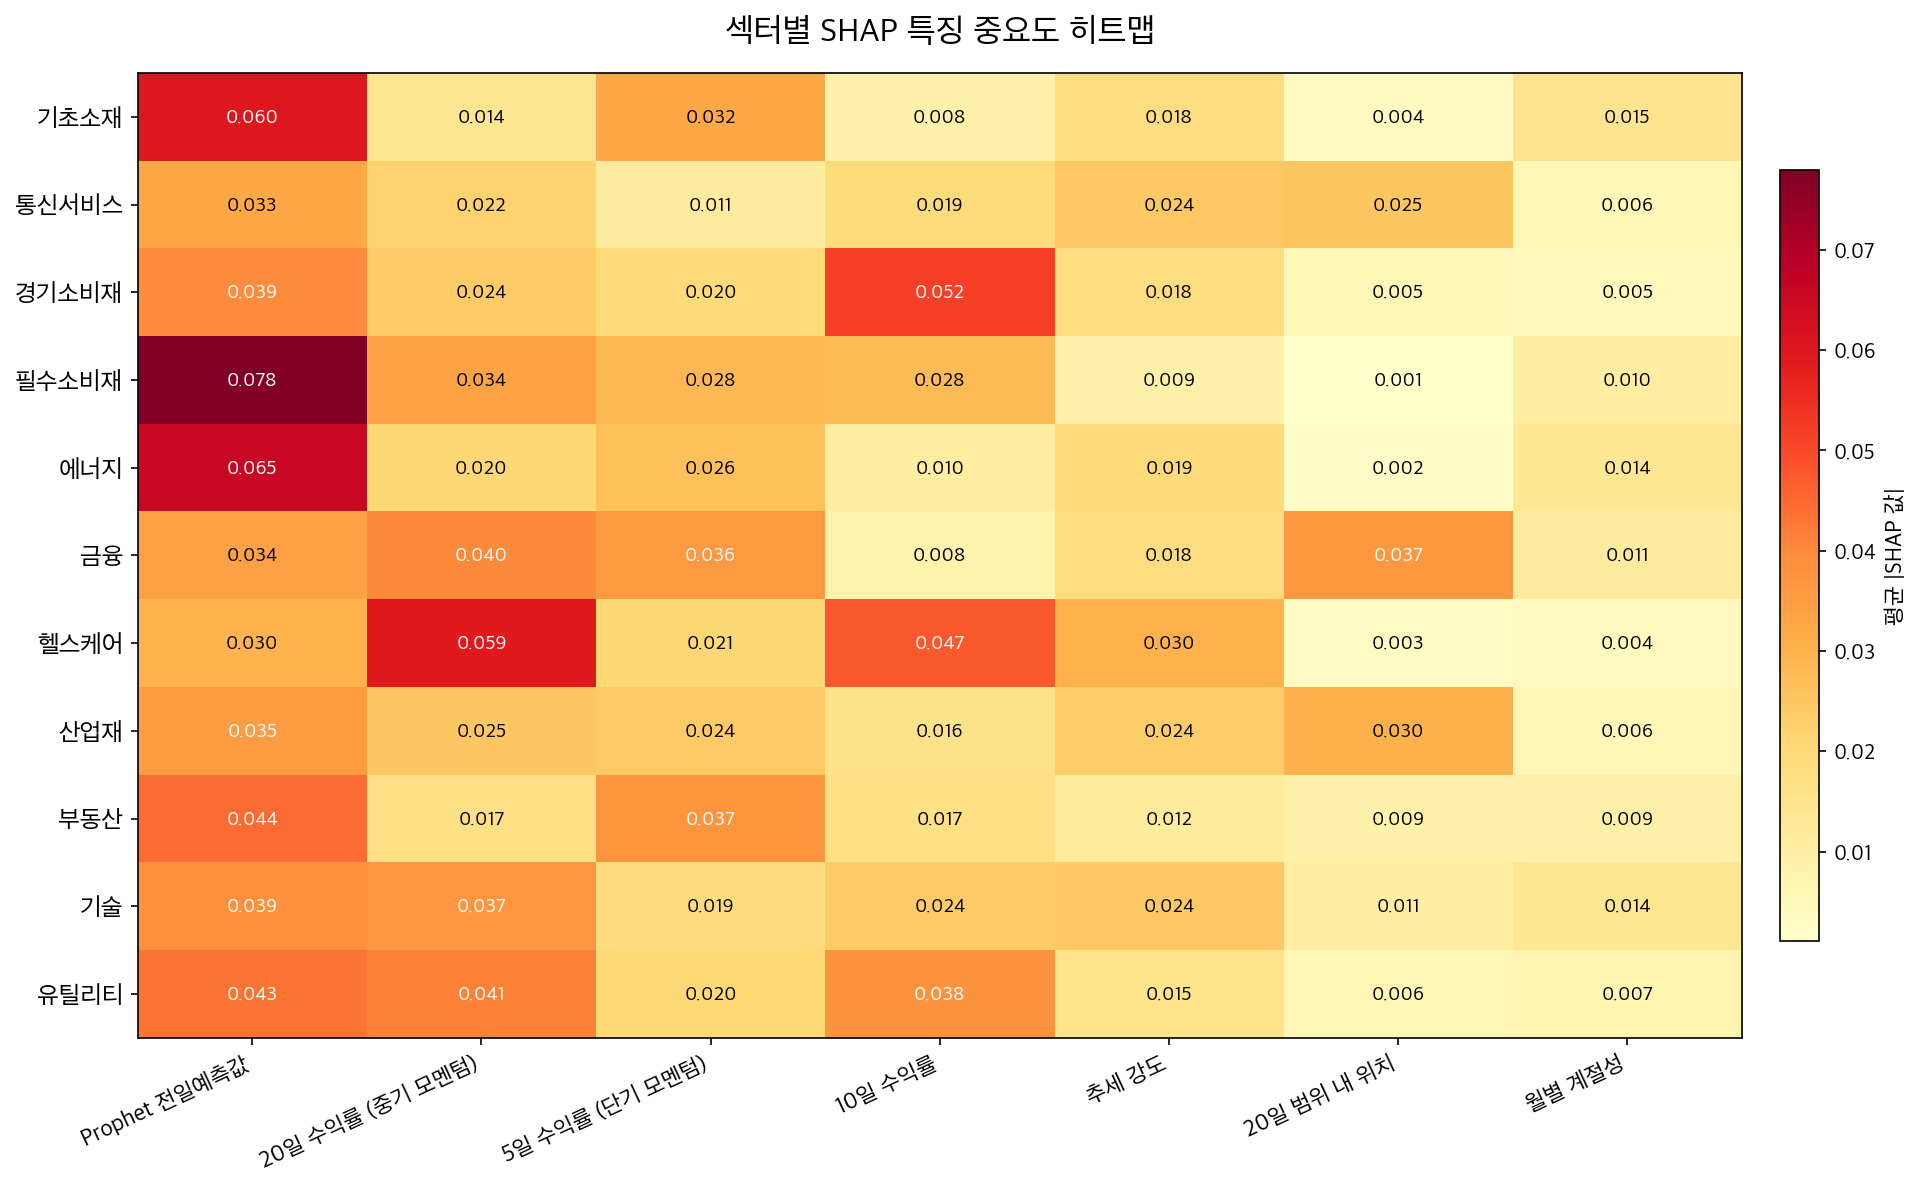 섹터별 SHAP 특징 중요도 히트맵
기초소재 0.060 0.014 0.032 0.008 0.018 0.004 0.015
통신서비스 0.033 0.022 0.011 0.019 0.024 0.025 0.006
경기소비재 0.039 0.024 0.020 0.052 0.018 0.005 0.005
필수소비재 0.078 0.034 0.028 0.028 0.009 0.001 0.010
에너지 0.065 0.020 0.026 0.010 0.019 0.002 0.014
금융 0.034 0.040 0.036 0.008 0.018 0.037 0.011
헬스케어 0.030 0.059 0.021 0.047 0.030 0.003 0.004
산업재 0.035 0.025 0.024 0.016 0.024 0.030 0.006
부동산 0.044 0.017 0.037 0.017 0.012 0.009 0.009
기술 0.039 0.037 0.019 0.024 0.024 0.011 0.014
유틸리티 0.043 0.041 0.020 0.038 0.015 0.006 0.007
Prophet 전일예측값
20일 수익률 (중기 모멘텀)
5일 수익률 (단기 모멘텀)
10일 수익률
추세 강도
20일 범위 내 위치
월별 계절성
0.07
0.06
0.05
0.04
0.03
0.02
0.01
평균 |SHAP 값|